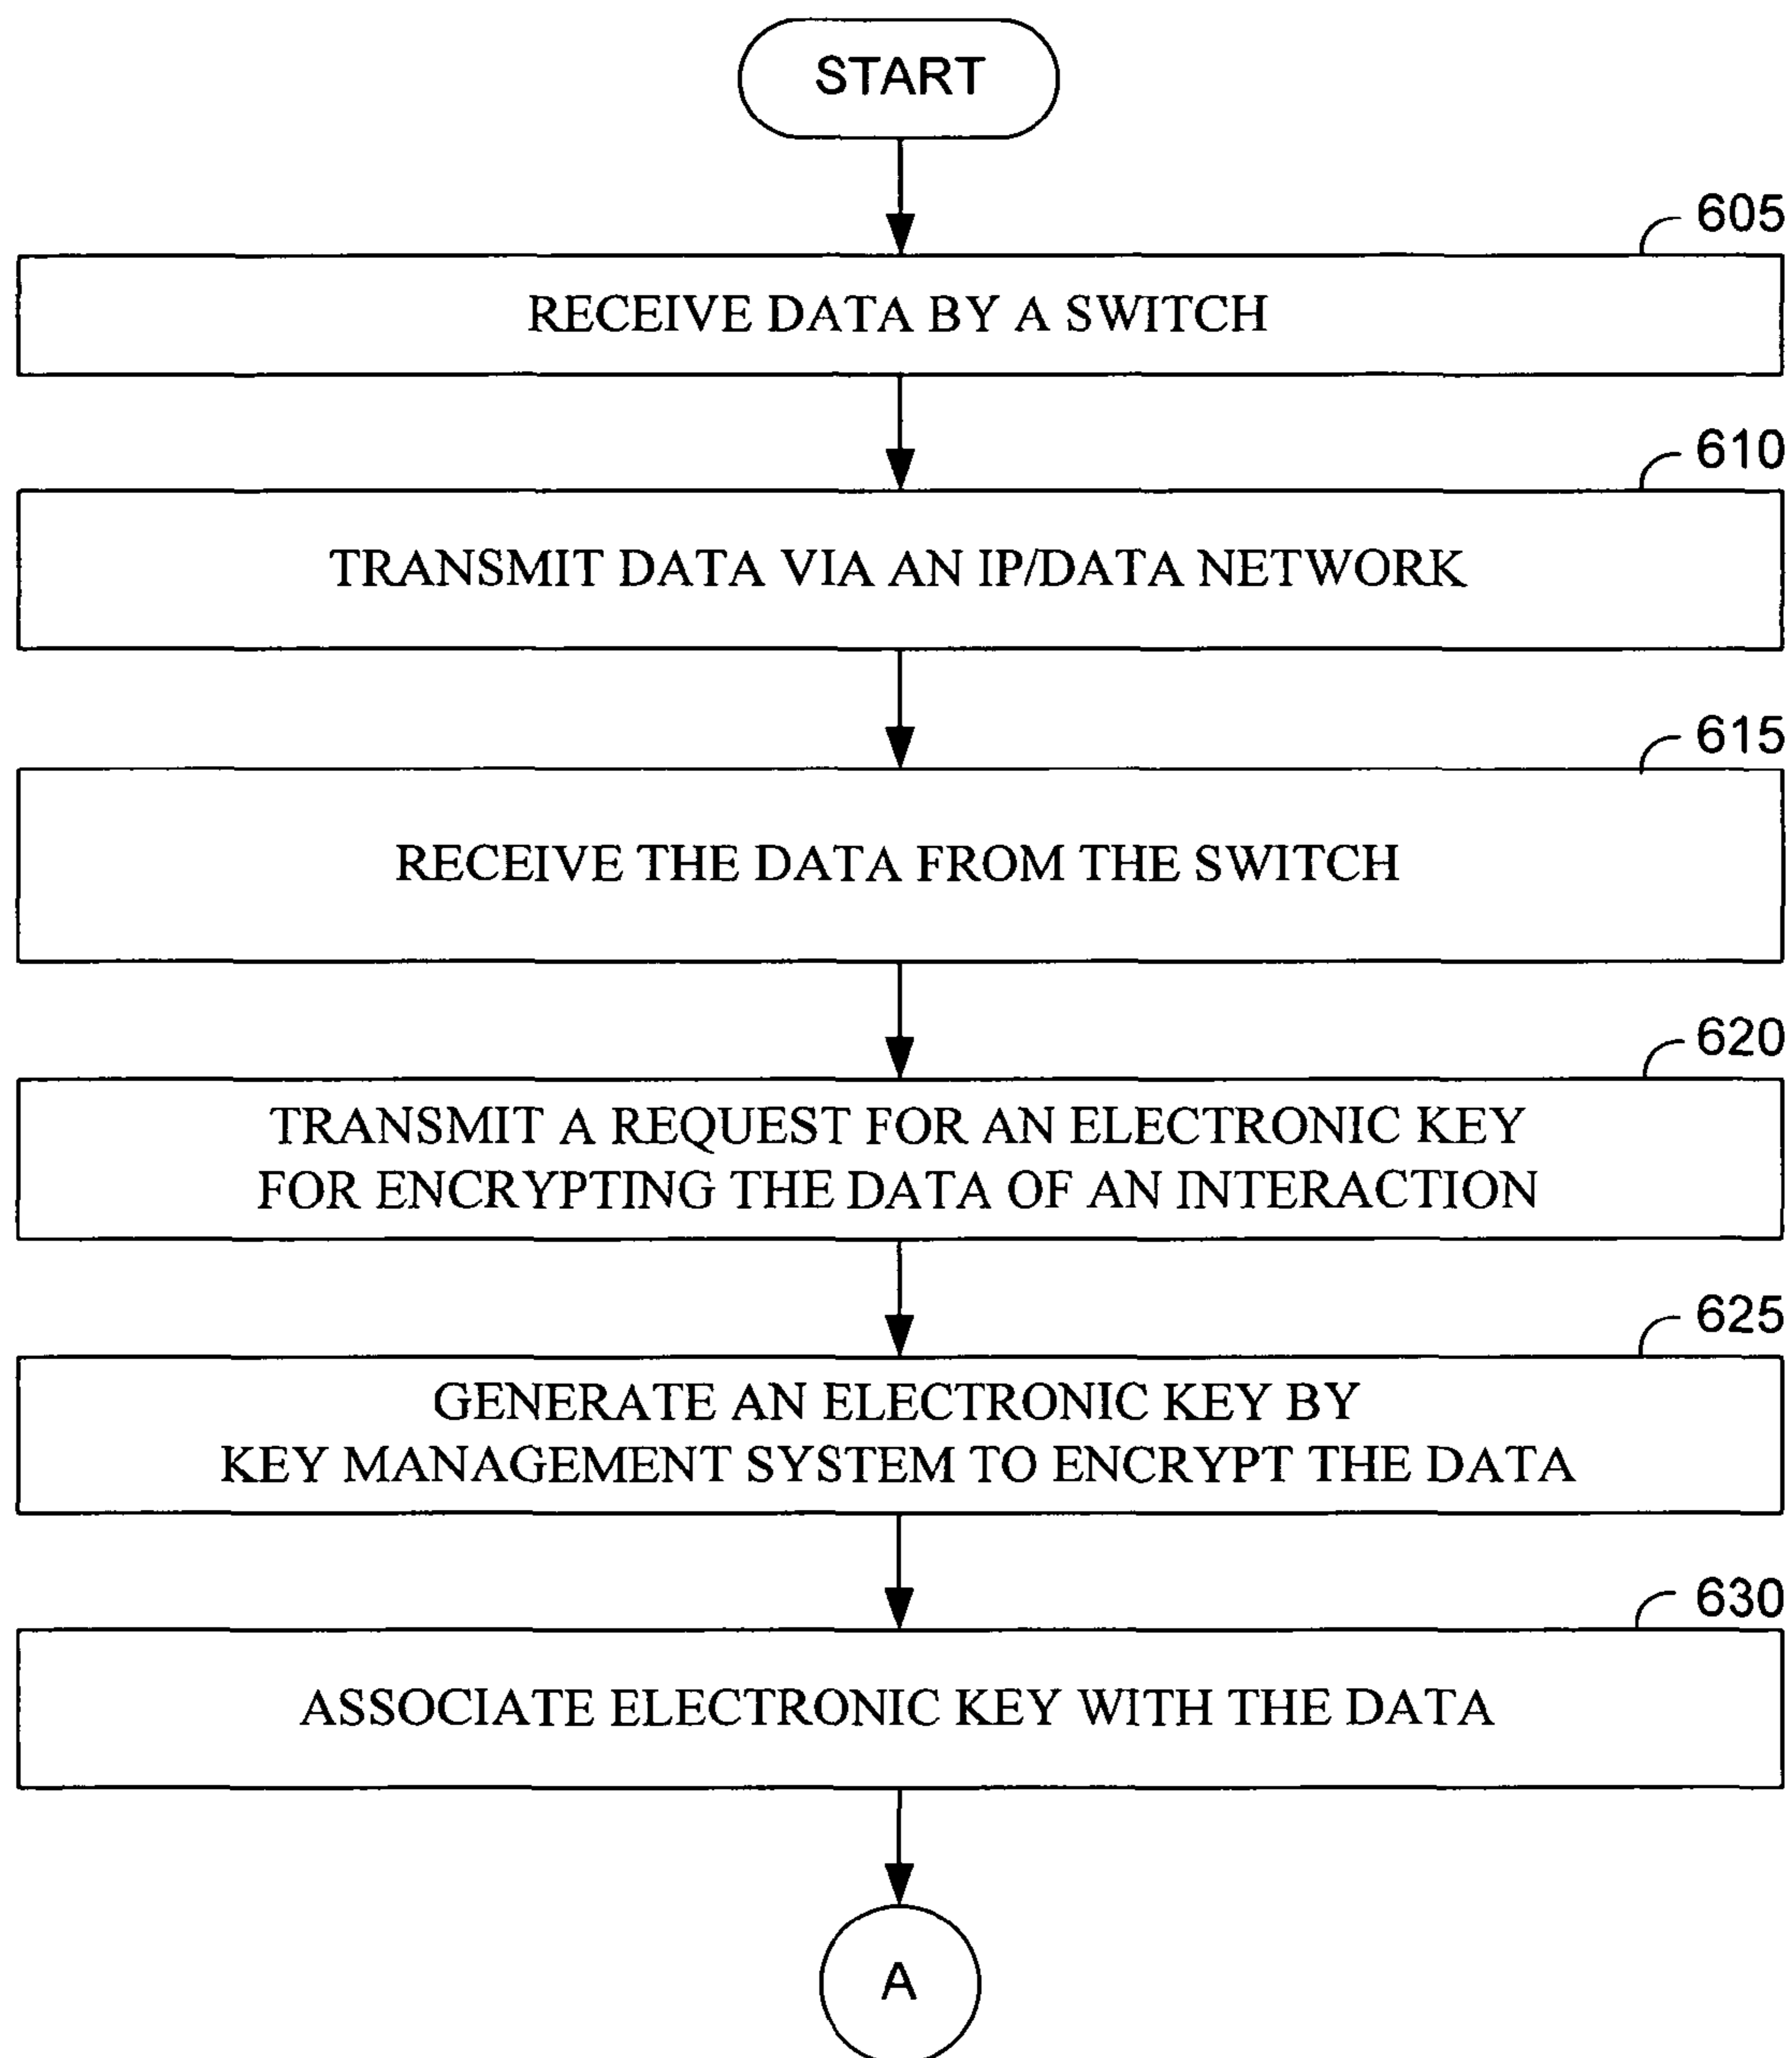 START
605
RECEIVE DATA BY A SWITCH
610
TRANSMIT DATA VIA AN IP/DATA NETWORK
615
RECEIVE THE DATA FROM THE SWITCH
620
TRANSMIT A REQUEST FOR AN ELECTRONIC KEY
FOR ENCRYPTING THE DATA OF AN INTERACTION
625
GENERATE AN ELECTRONIC KEY BY
KEY MANAGEMENT SYSTEM TO ENCRYPT THE DATA
630
ASSOCIATE ELECTRONIC KEY WITH THE DATA
A